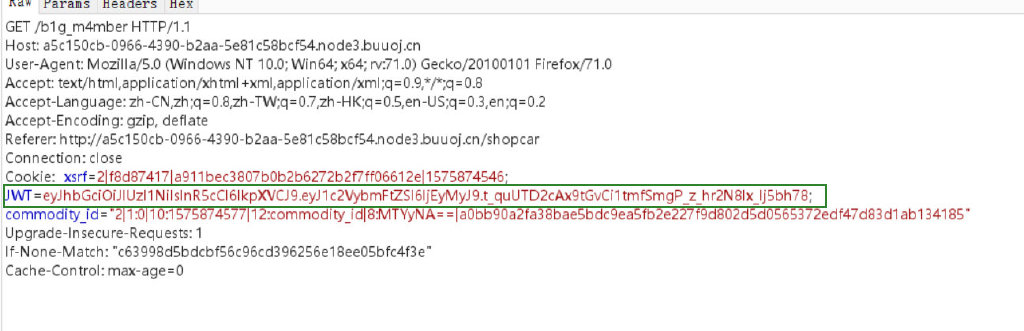 Raw Params Headers Hex
GET /b1g_m4mber HTTP/1.1
Host: a5c150cb-0966-4390-b2aa-5e81c58bcf54.node3.buuoj.cn
User-Agent: Mozilla/5.0 (Windows NT 10.0; Win64; x64; rv:71.0) Gecko/20100101 Firefox/71.0
Accept: text/html,application/xhtml+xml,application/xml;q=0.9,*/*;q=0.8
Accept-Language: zh-CN,zh;q=0.8,zh-TW;q=0.7,zh-HK;q=0.5,en-US;q=0.3,en;q=0.2
Accept-Encoding: gzip, deflate
Referer: http://a5c150cb-0966-4390-b2aa-5e81c58bcf54.node3.buuoj.cn/shopcar
Connection: close
Cookie: _xsrf=2|f8d87417|a911bec3807b0b2b6272b2f7ff06612e|1575874546;
JWT=eyJhbGciOiJIUzI1NiIsInR5cCI6IkpXVCJ9.eyJ1c2VybmFtZSI6IjEyMyJ9.t_quUTD2cAx9tGvCi1tmfSmgP_z_hr2N8Ix_Ij5bh78;
commodity_id="2|1:0|10:1575874577|12:commodity_id|8:MTYyNA==|a0bb90a2fa38bae5bdc9ea5fb2e227f9d802d5d0565372edf47d83d1ab134185"
Upgrade-Insecure-Requests: 1
If-None-Match: "c63998d5bdcbf56c96cd396256e18ee05bfc4f3e"
Cache-Control: max-age=0